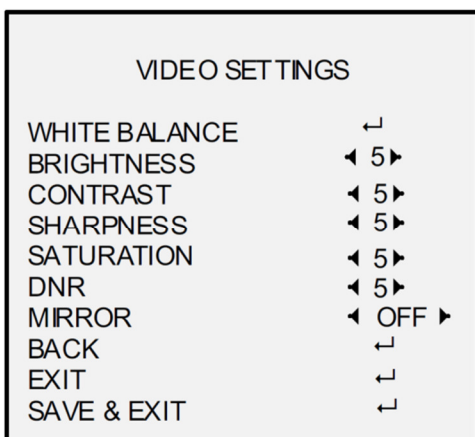 VIDEO SETTINGS
WHITE BALANCE ↵
BRIGHTNESS ◀ 5 ▶
CONTRAST ◀ 5 ▶
SHARPNESS ◀ 5 ▶
SATURATION ◀ 5 ▶
DNR ◀ 5 ▶
MIRROR ◀ OFF ▶
BACK ↵
EXIT ↵
SAVE & EXIT ↵